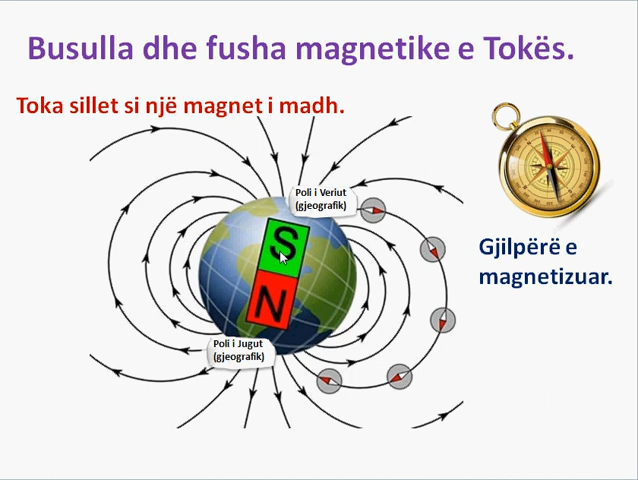 Busulla dhe fusha magnetike e Tokës.
Toka sillet si një magnet i madh.
Poli i Veriut
(gjeografik)
S
N
Gjilpërë e
magnetizuar.
Poli i Jugut
(gjeografik)